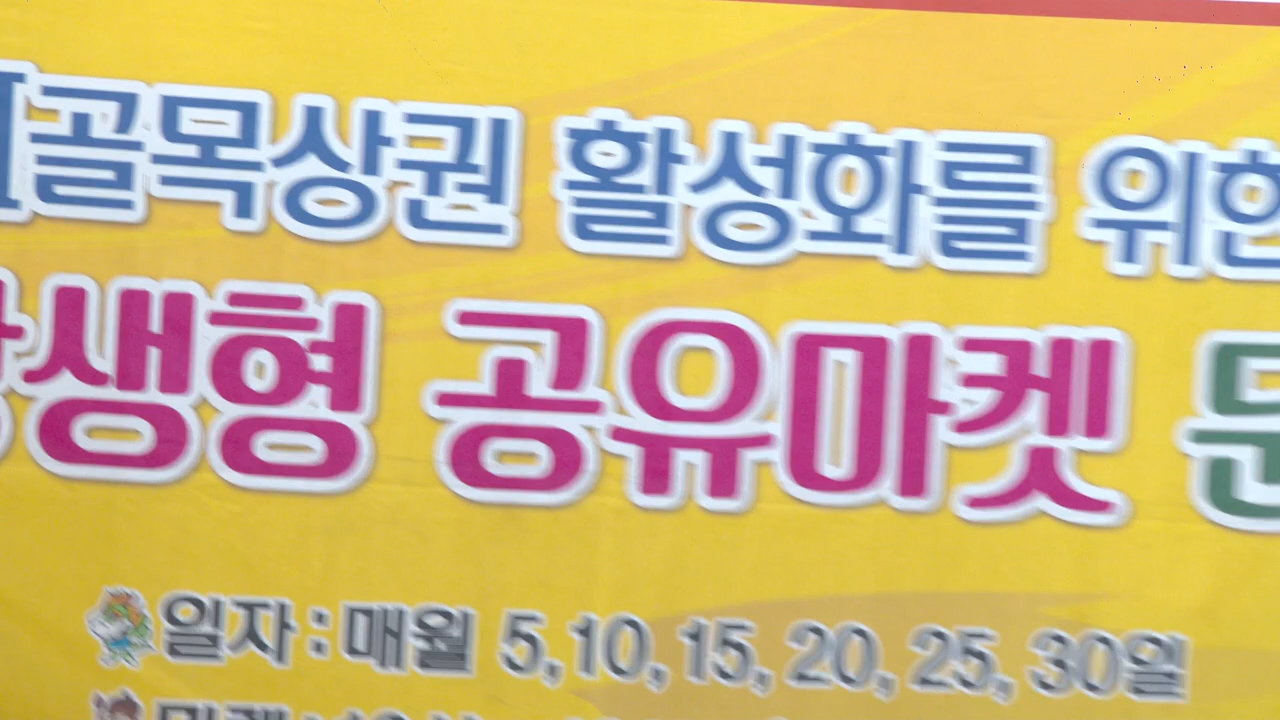 골목상권 활성화를 위한
상생형 공유마켓
일자 : 매월 5, 10, 15, 20, 25, 30일